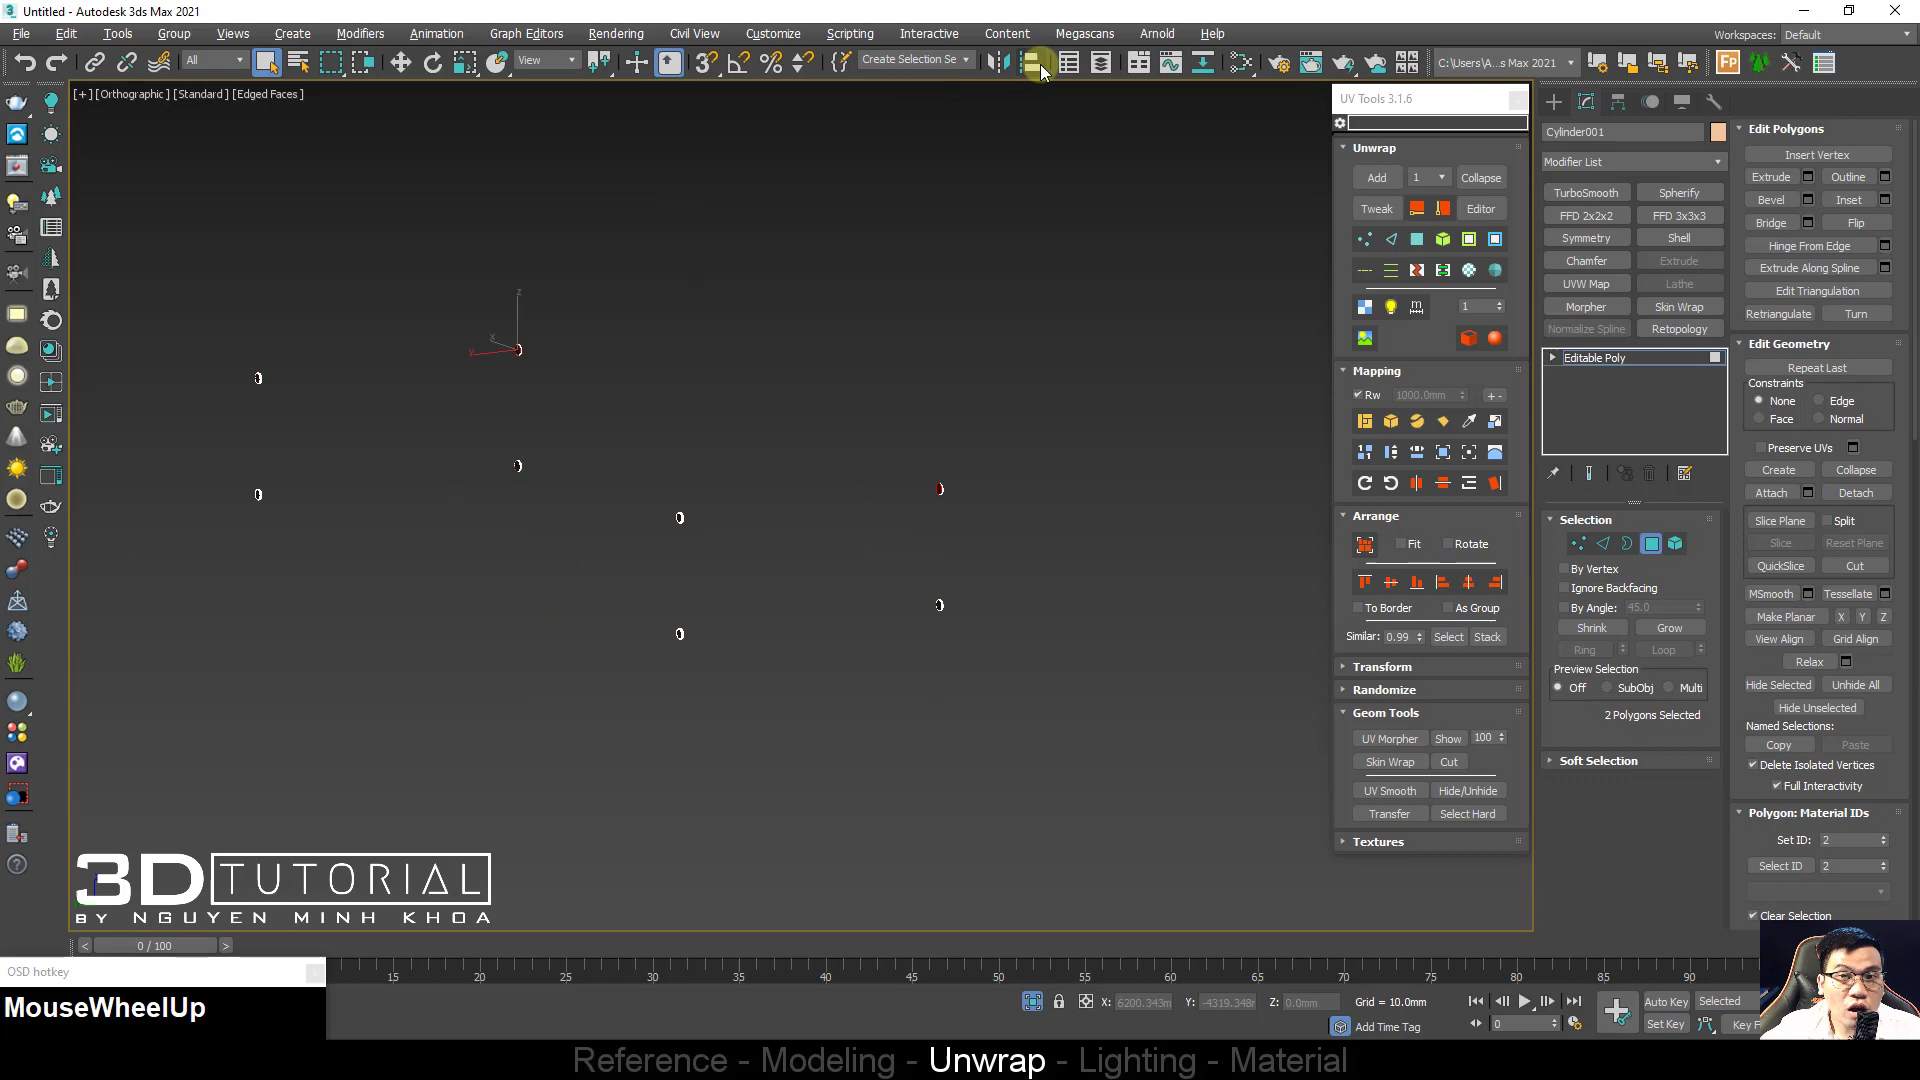 Untitled - Autodesk 3ds Max 2021
File Edit Tools Group Views Create Modifiers Animation Graph Editors Rendering Civil View Customize Scripting Interactive Content Megascans Arnold Help
Workspaces: Default
All
View
Create Selection Se
C:\Users\A...s Max 2021
[+] [Orthographic] [Standard] [Edged Faces]
z
x
Y
UV Tools 3.1.6
Unwrap
Add 1 Collapse
Tweak Editor
1
Mapping
Rw 1000.0mm + -
Arrange
Fit Rotate
To Border As Group
Similar: 0.99 Select Stack
Transform
Randomize
Geom Tools
UV Morpher Show 100
Skin Wrap Cut
UV Smooth Hide/Unhide
Transfer Select Hard
Textures
Cylinder001
Modifier List
TurboSmooth Spherify
FFD 2x2x2 FFD 3x3x3
Symmetry Shell
Chamfer Extrude
UVW Map Lathe
Morpher Skin Wrap
Normalize Spline Retopology
Editable Poly
Selection
By Vertex
Ignore Backfacing
By Angle: 45.0
Shrink Grow
Ring Loop
Preview Selection
Off SubObj Multi
2 Polygons Selected
Soft Selection
Edit Polygons
Insert Vertex
Extrude Outline
Bevel Inset
Bridge Flip
Hinge From Edge
Extrude Along Spline
Edit Triangulation
Retriangulate Turn
Edit Geometry
Repeat Last
Constraints
None Edge
Face Normal
Preserve UVs
Create Collapse
Attach Detach
Slice Plane Split
Slice Reset Plane
QuickSlice Cut
MSmooth Tessellate
Make Planar X Y Z
View Align Grid Align
Relax
Hide Selected Unhide All
Hide Unselected
Named Selections:
Copy Paste
Delete Isolated Vertices
Full Interactivity
Polygon: Material IDs
Set ID: 2
Select ID 2
Clear Selection
3D TUTORIAL
BY NGUYEN MINH KHOA
< 0 / 100 >
OSD hotkey
MouseWheelUp
15 20 25 30 35 40 45 50 55 60 65 70 75 80 85 90
X: 6200.343m Y: -4319.348m Z: 0.0mm Grid = 10.0mm
Add Time Tag
0
Auto Key Selected
Set Key Key F
Reference - Modeling - Unwrap - Lighting - Material